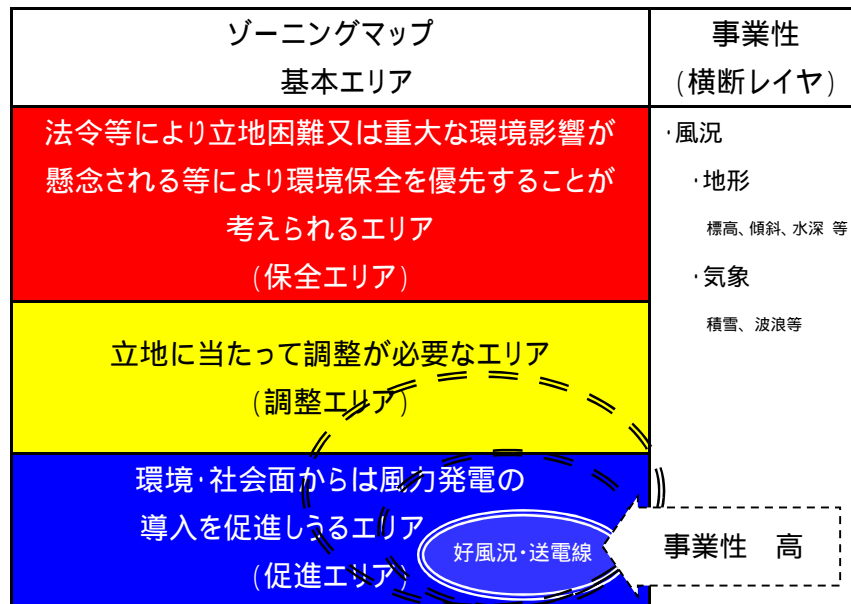 ゾーニングマップ
基本エリア
事業性
(横断レイヤ)
法令等により立地困難又は重大な環境影響が
懸念される等により環境保全を優先することが
考えられるエリア
(保全エリア)
・風況
・地形
標高、傾斜、水深 等
・気象
積雪、波浪等
立地に当たって調整が必要なエリア
(調整エリア)
環境・社会面からは風力発電の
導入を促進しうるエリア
(促進エリア)
好風況・送電線
事業性　高